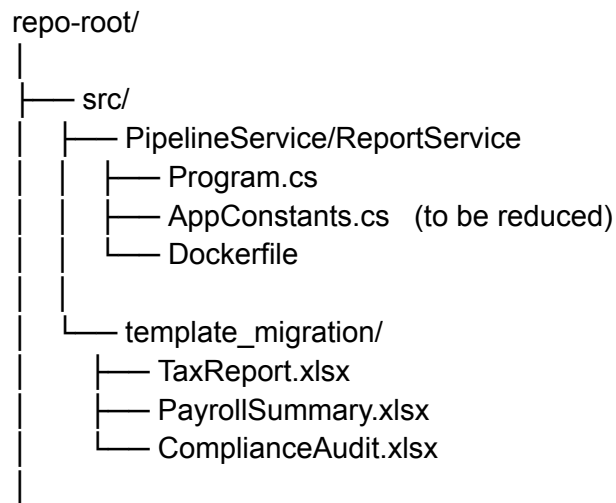 repo-root/
│
├── src/
│   ├── PipelineService/ReportService
│   │   ├── Program.cs
│   │   ├── AppConstants.cs   (to be reduced)
│   │   └── Dockerfile
│   │
│   └── template_migration/
│       ├── TaxReport.xlsx
│       ├── PayrollSummary.xlsx
│       └── ComplianceAudit.xlsx
│